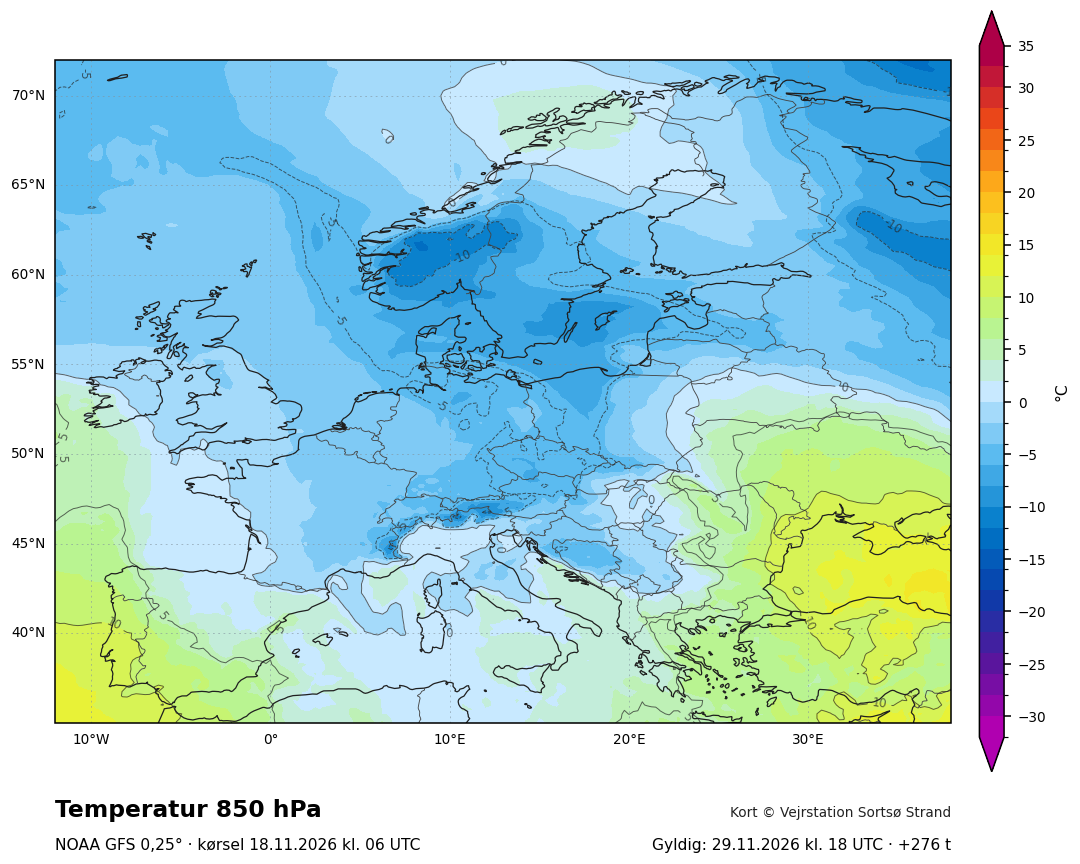 70°N
65°N
60°N
55°N
50°N
45°N
40°N
10°W
0°
10°E
20°E
30°E
35
30
25
20
15
10
5
0
−5
−10
−15
−20
−25
−30
°C
Temperatur 850 hPa
Kort © Vejrstation Sortsø Strand
NOAA GFS 0,25° · kørsel 18.11.2026 kl. 06 UTC
Gyldig: 29.11.2026 kl. 18 UTC · +276 t